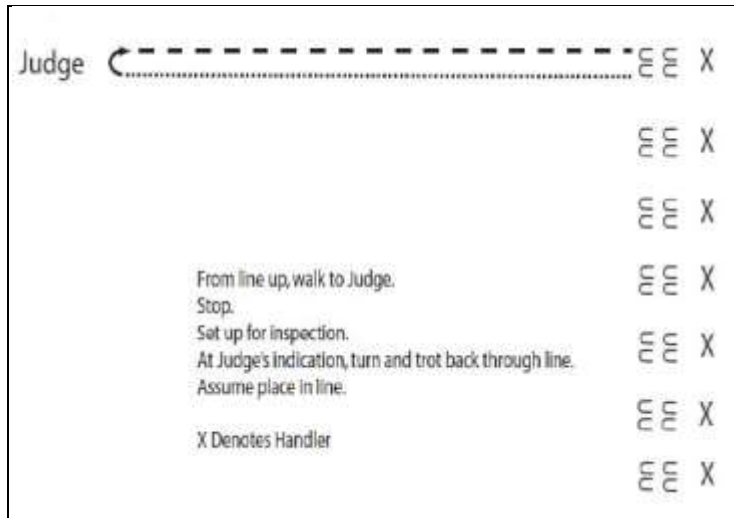 Judge X
X
X
From line up, walk to Judge.
X
Stop.
Set up for inspection.
At Judge's indication, turn and trot back through line.
X
Assume place in line.
X
X Denotes Handler
X